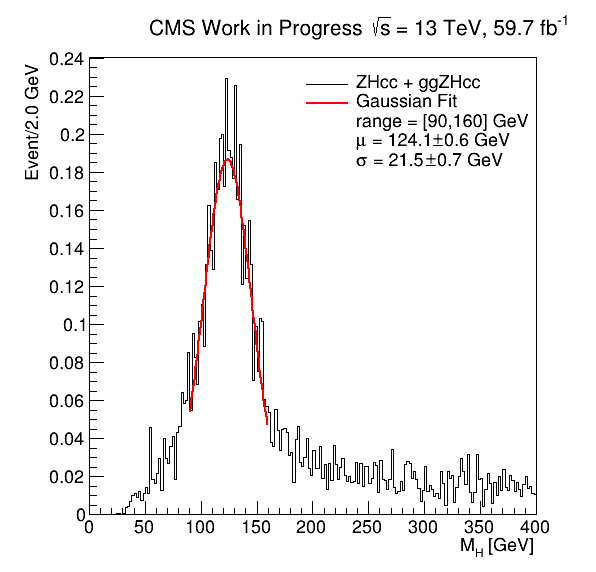 CMS Work in Progress √s = 13 TeV, 59.7 fb⁻¹
Event/2.0 GeV
0.24
0.22
0.2
0.18
0.16
0.14
0.12
0.1
0.08
0.06
0.04
0.02
0
ZHcc + ggZHcc
Gaussian Fit
range = [90,160] GeV
μ = 124.1±0.6 GeV
σ = 21.5±0.7 GeV
0 50 100 150 200 250 300 350 400
M_H [GeV]